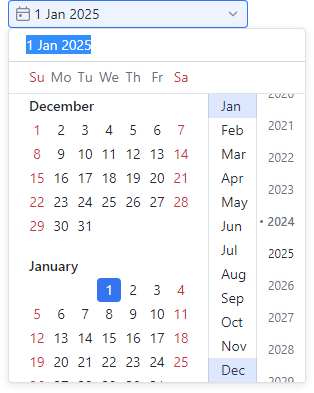 1 Jan 2025
1 Jan 2025
Su Mo Tu We Th Fr Sa
December
1 2 3 4 5 6 7
8 9 10 11 12 13 14
15 16 17 18 19 20 21
22 23 24 25 26 27 28
29 30 31
January
1 2 3 4
5 6 7 8 9 10 11
12 13 14 15 16 17 18
19 20 21 22 23 24 25
Jan
Feb
Mar
Apr
May
Jun
Jul
Aug
Sep
Oct
Nov
Dec
2020
2021
2022
2023
• 2024
2025
2026
2027
2028
2029